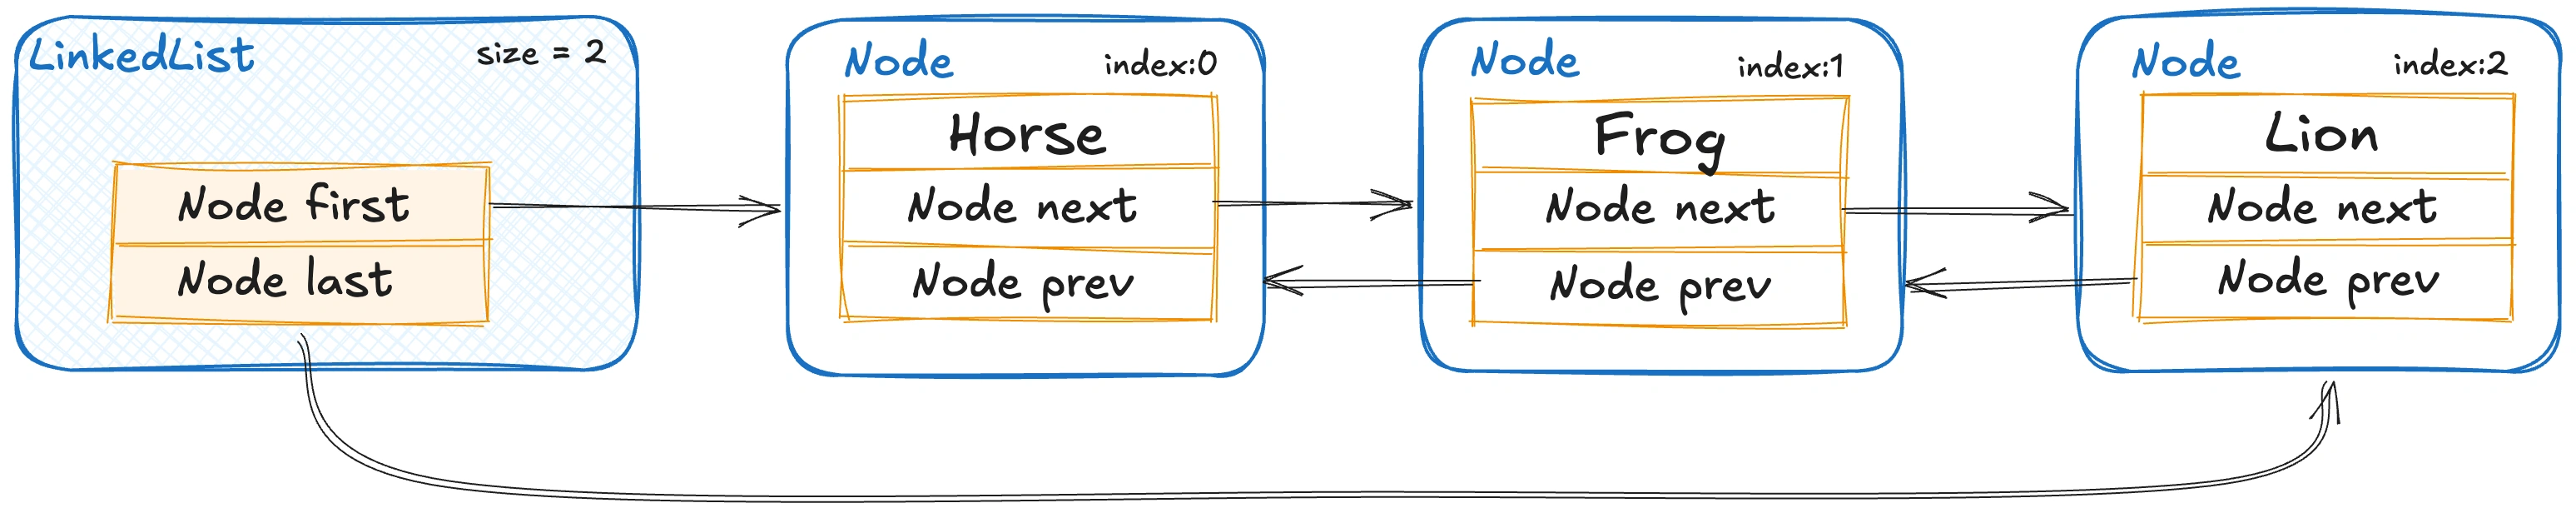 LinkedList
size = 2
Node first
Node last
Node
index:0
Horse
Node next
Node prev
Node
index:1
Frog
Node next
Node prev
Node
index:2
Lion
Node next
Node prev